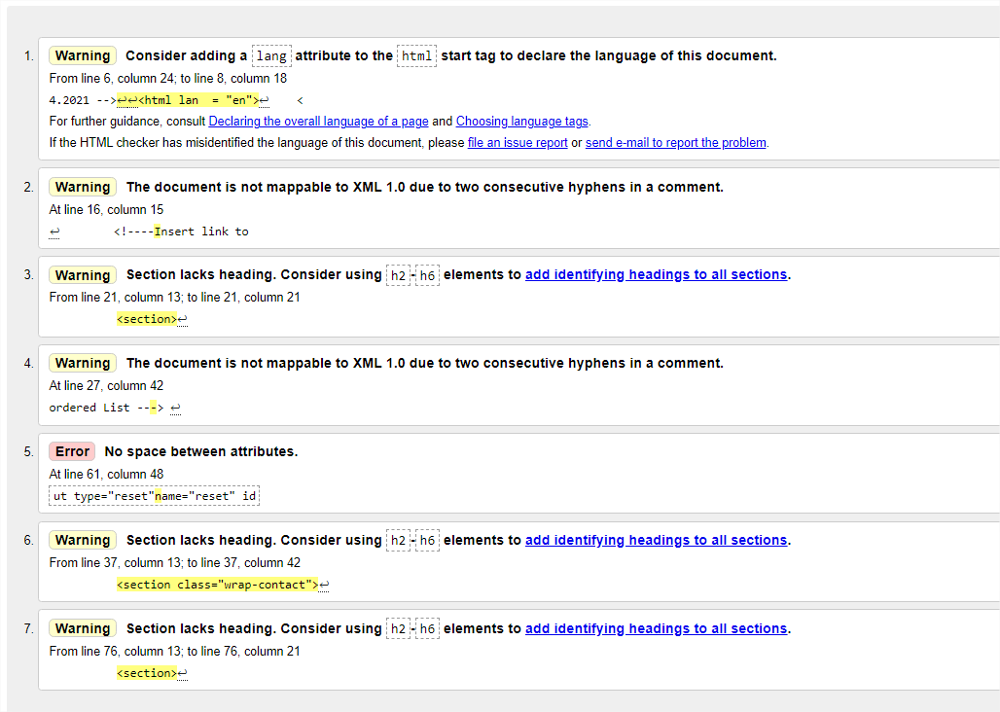 1. Warning Consider adding a lang attribute to the html start tag to declare the language of this document.
From line 6, column 24; to line 8, column 18
4.2021 -->↩↩<html lan  = "en">↩    <
For further guidance, consult Declaring the overall language of a page and Choosing language tags.
If the HTML checker has misidentified the language of this document, please file an issue report or send e-mail to report the problem.
2. Warning The document is not mappable to XML 1.0 due to two consecutive hyphens in a comment.
At line 16, column 15
↩        <!----Insert link to
3. Warning Section lacks heading. Consider using h2-h6 elements to add identifying headings to all sections.
From line 21, column 13; to line 21, column 21
<section>↩
4. Warning The document is not mappable to XML 1.0 due to two consecutive hyphens in a comment.
At line 27, column 42
ordered List ---> ↩
5. Error No space between attributes.
At line 61, column 48
ut type="reset"name="reset" id
6. Warning Section lacks heading. Consider using h2-h6 elements to add identifying headings to all sections.
From line 37, column 13; to line 37, column 42
<section class="wrap-contact">↩
7. Warning Section lacks heading. Consider using h2-h6 elements to add identifying headings to all sections.
From line 76, column 13; to line 76, column 21
<section>↩